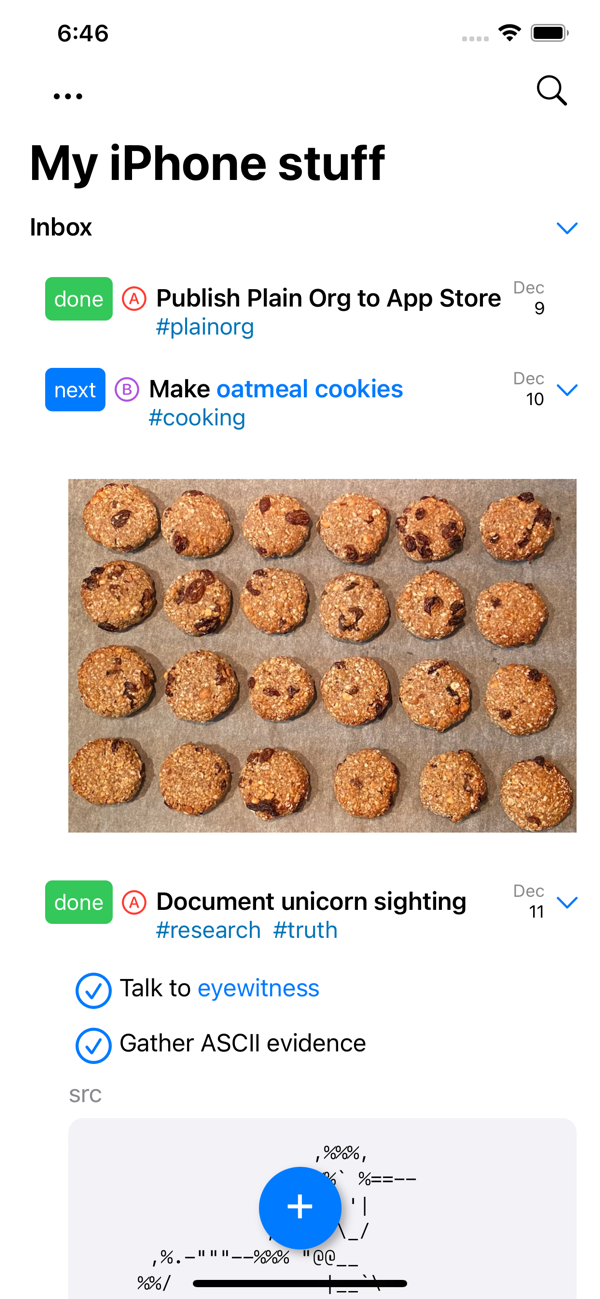 6:46
My iPhone stuff
Inbox
done A Publish Plain Org to App Store Dec
#plainorg 9
next B Make oatmeal cookies Dec
#cooking 10
done A Document unicorn sighting Dec
#research #truth 11
Talk to eyewitness
Gather ASCII evidence
src
,%%%,
%` %==--
'|
\_/
,%.-"""--%%% "@@__
%%/ |__`\